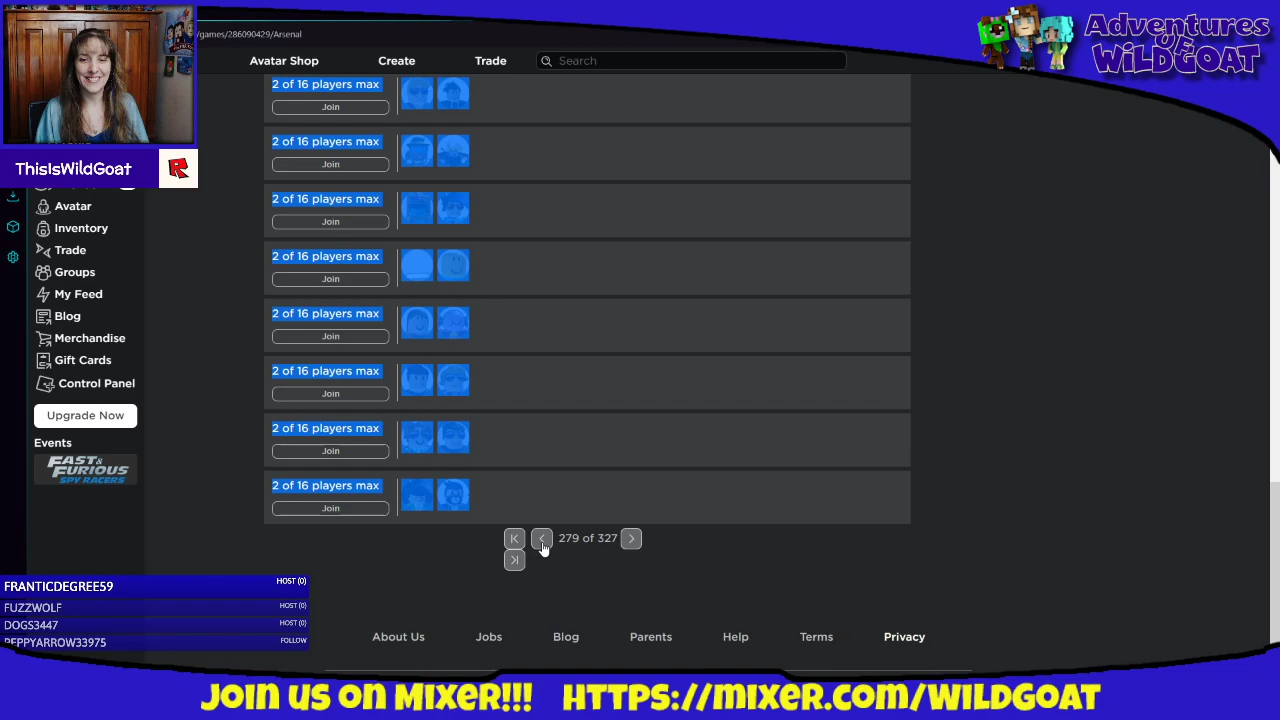 /games/286090429/Arsenal
Adventures
OF
WILDGOAT
Avatar Shop Create Trade Search
2 of 16 players max
Join
2 of 16 players max
Join
2 of 16 players max
Join
2 of 16 players max
Join
2 of 16 players max
Join
2 of 16 players max
Join
2 of 16 players max
Join
2 of 16 players max
Join
279 of 327
ThisIsWildGoat
Avatar
Inventory
Trade
Groups
My Feed
Blog
Merchandise
Gift Cards
Control Panel
Upgrade Now
Events
FAST & FURIOUS
SPY RACERS
FRANTICDEGREE59 HOST (0)
FUZZWOLF HOST (0)
DOGS3447 HOST (0)
PEPPYARROW33975 FOLLOW
About Us Jobs Blog Parents Help Terms Privacy
Join us on Mixer!!! HTTPS://mixer.com/WILDGOAT